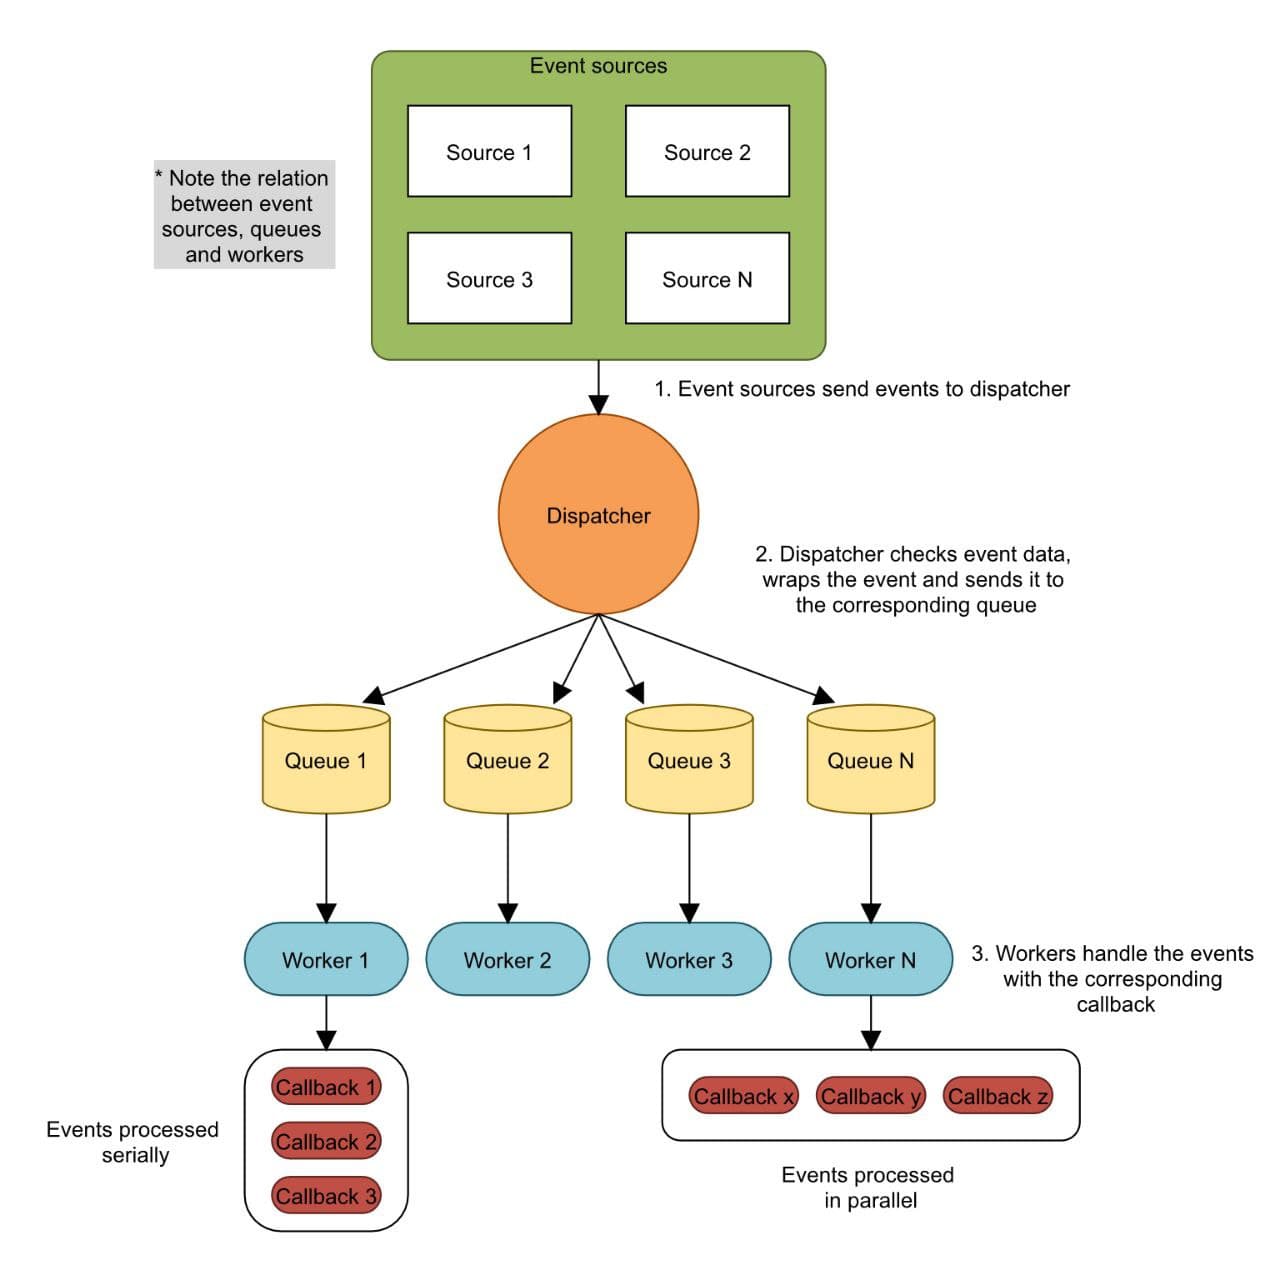 Event sources
Source 1
Source 2
* Note the relation
between event
sources, queues
and workers
Source 3
Source N
1. Event sources send events to dispatcher
Dispatcher
2. Dispatcher checks event data,
wraps the event and sends it to
the corresponding queue
Queue 1
Queue 2
Queue 3
Queue N
Worker 1
Worker 2
Worker 3
Worker N
3. Workers handle the events
with the corresponding
callback
Callback 1
Callback 2
Callback 3
Events processed
serially
Callback x
Callback y
Callback z
Events processed
in parallel